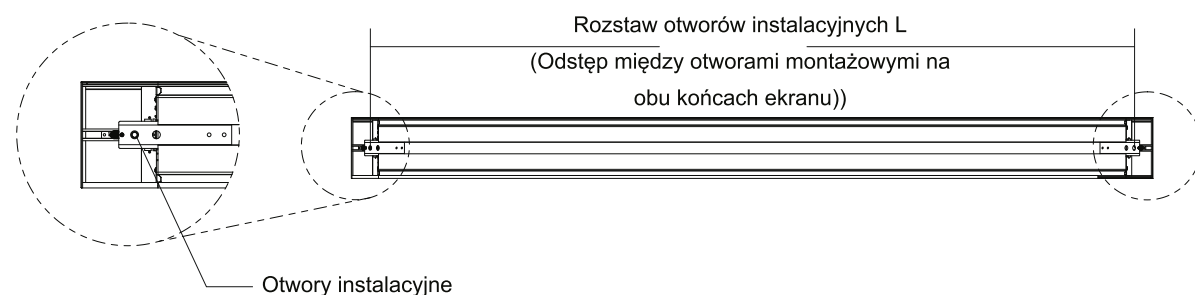 Rozstaw otworów instalacyjnych L
(Odstęp między otworami montażowymi na
obu końcach ekranu))
Otwory instalacyjne